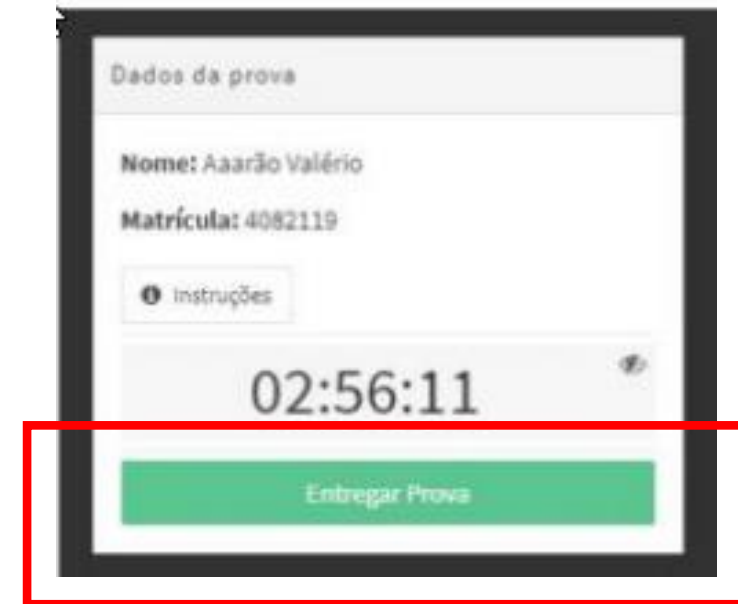 Dados da prova
Nome: Aaarão Valério
Matrícula: 4082119
Instruções
02:56:11
Entregar Prova